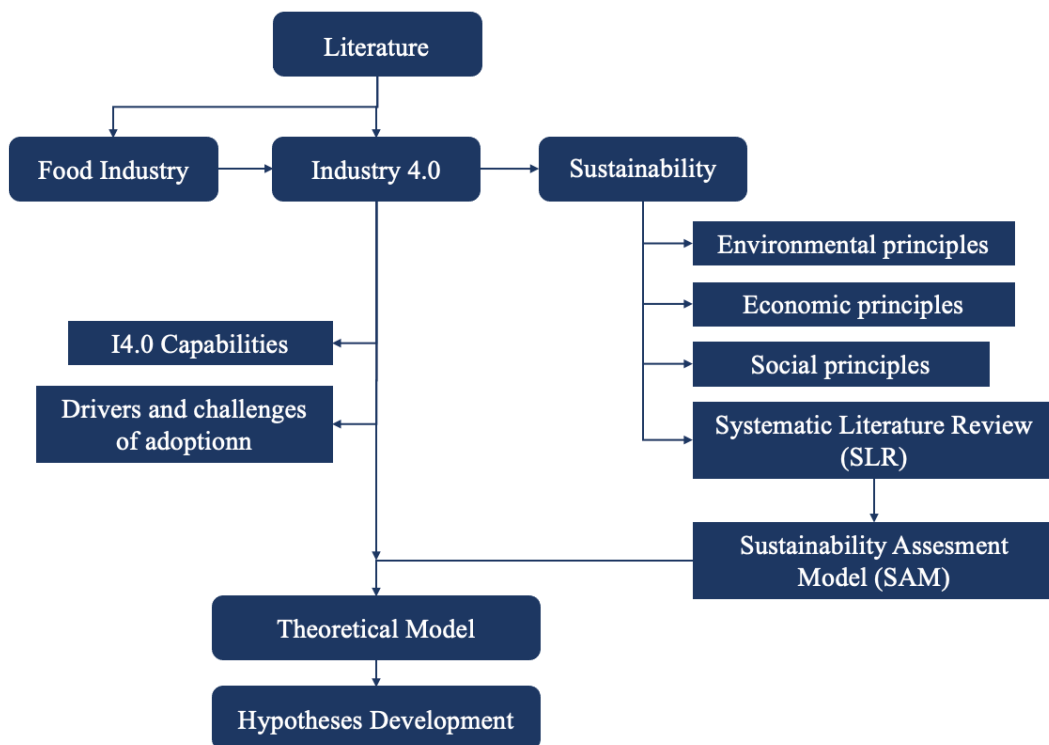 Literature
Food Industry
Industry 4.0
Sustainability
Environmental principles
Economic principles
I4.0 Capabilities
Social principles
Drivers and challenges
of adoptionn
Systematic Literature Review
(SLR)
Sustainability Assesment
Model (SAM)
Theoretical Model
Hypotheses Development